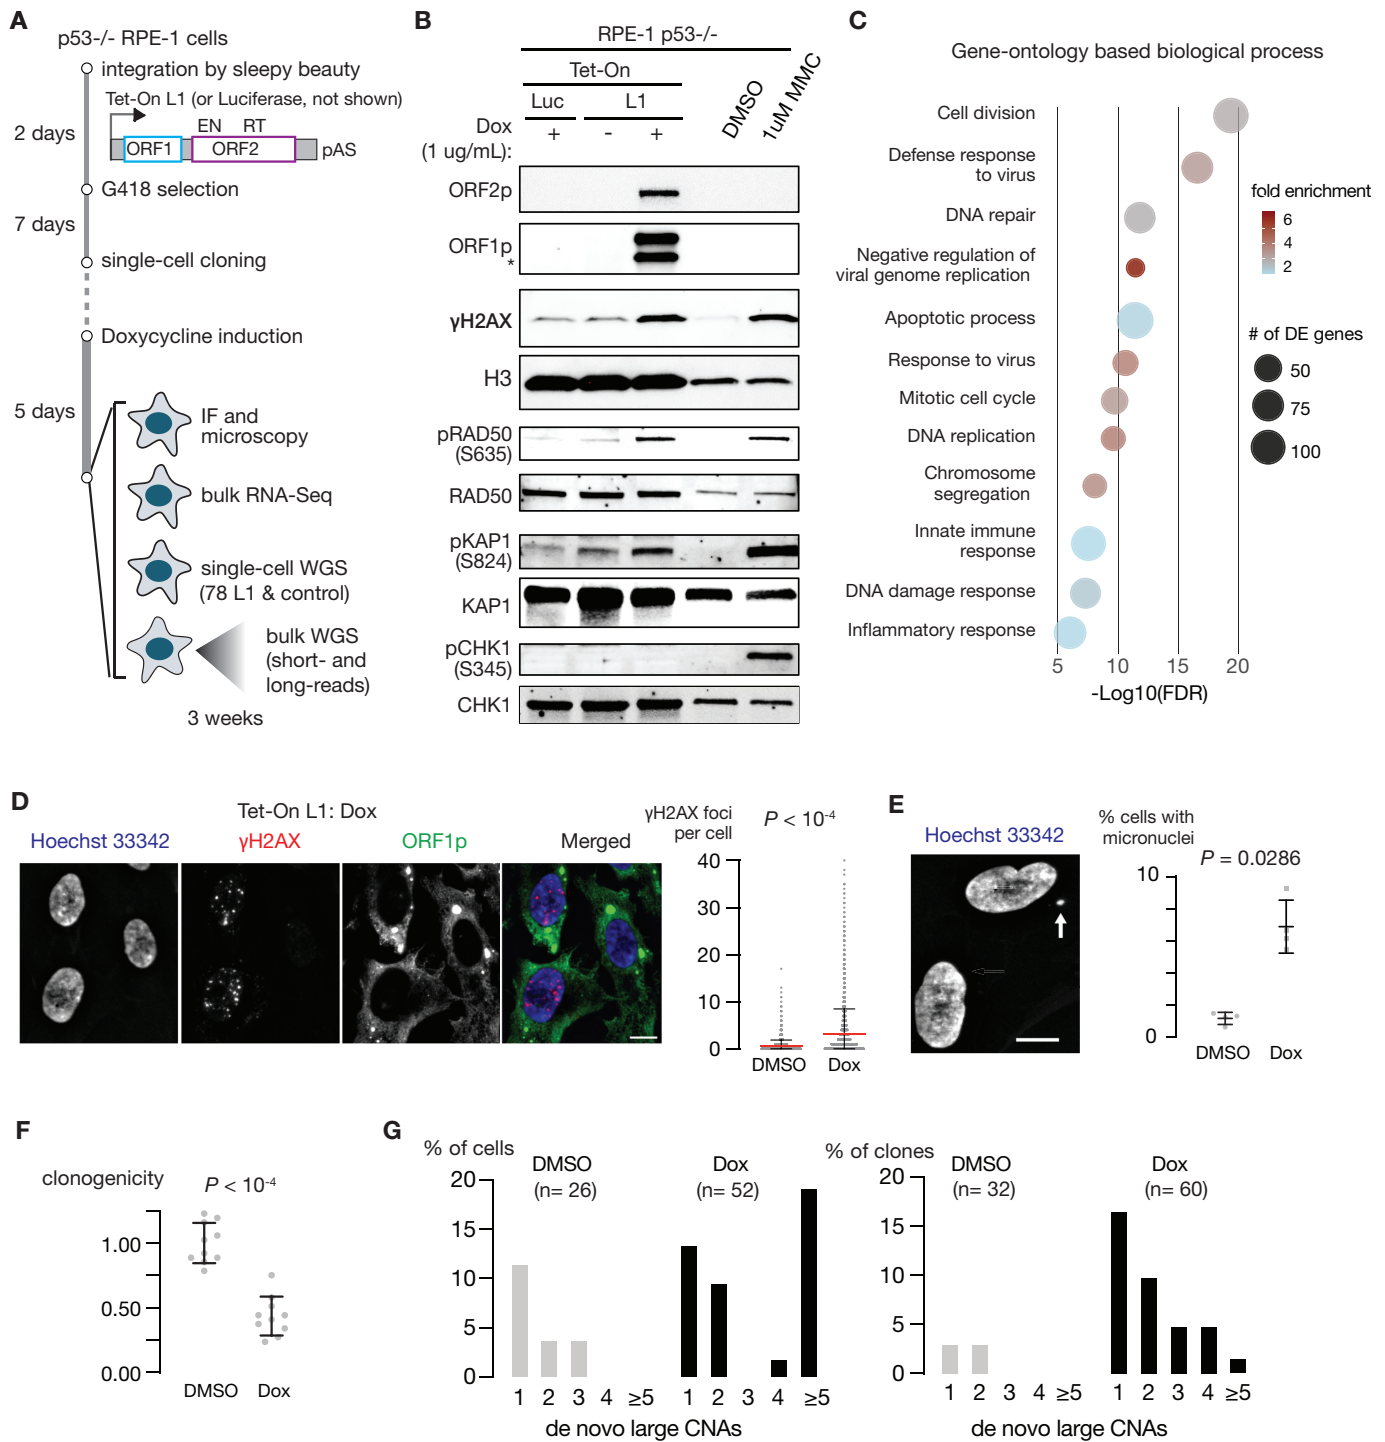 A
p53-/- RPE-1 cells
integration by sleepy beauty
Tet-On L1 (or Luciferase, not shown)
EN RT
ORF1 ORF2 pAS
2 days
G418 selection
7 days
single-cell cloning
Doxycycline induction
5 days
IF and
microscopy
bulk RNA-Seq
single-cell WGS
(78 L1 & control)
bulk WGS
(short- and
long-reads)
3 weeks
B
RPE-1 p53-/-
Tet-On
Luc L1
DMSO
1uM MMC
Dox
(1 ug/mL):
+ - +
ORF2p
ORF1p
*
γH2AX
H3
pRAD50
(S635)
RAD50
pKAP1
(S824)
KAP1
pCHK1
(S345)
CHK1
C
Gene-ontology based biological process
Cell division
Defense response
to virus
DNA repair
Negative regulation of
viral genome replication
Apoptotic process
Response to virus
Mitotic cell cycle
DNA replication
Chromosome
segregation
Innate immune
response
DNA damage response
Inflammatory response
5 10 15 20
-Log10(FDR)
fold enrichment
6
4
2
# of DE genes
50
75
100
D
Tet-On L1: Dox
Hoechst 33342 γH2AX ORF1p Merged
γH2AX foci
per cell
P < 10-4
40
30
20
10
0
DMSO Dox
E
Hoechst 33342
% cells with
micronuclei
P = 0.0286
10
0
DMSO Dox
F
clonogenicity
P < 10-4
1.00
0.50
0.00
DMSO Dox
G
% of cells
DMSO
(n= 26)
Dox
(n= 52)
20
15
10
5
0
1 2 3 4 ≥5 1 2 3 4 ≥5
de novo large CNAs
% of clones
DMSO
(n= 32)
Dox
(n= 60)
20
15
10
5
0
1 2 3 4 ≥5 1 2 3 4 ≥5
de novo large CNAs